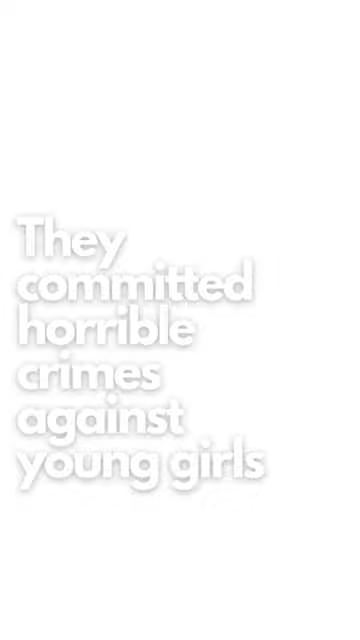 They
committed
horrible
crimes
against
young girls